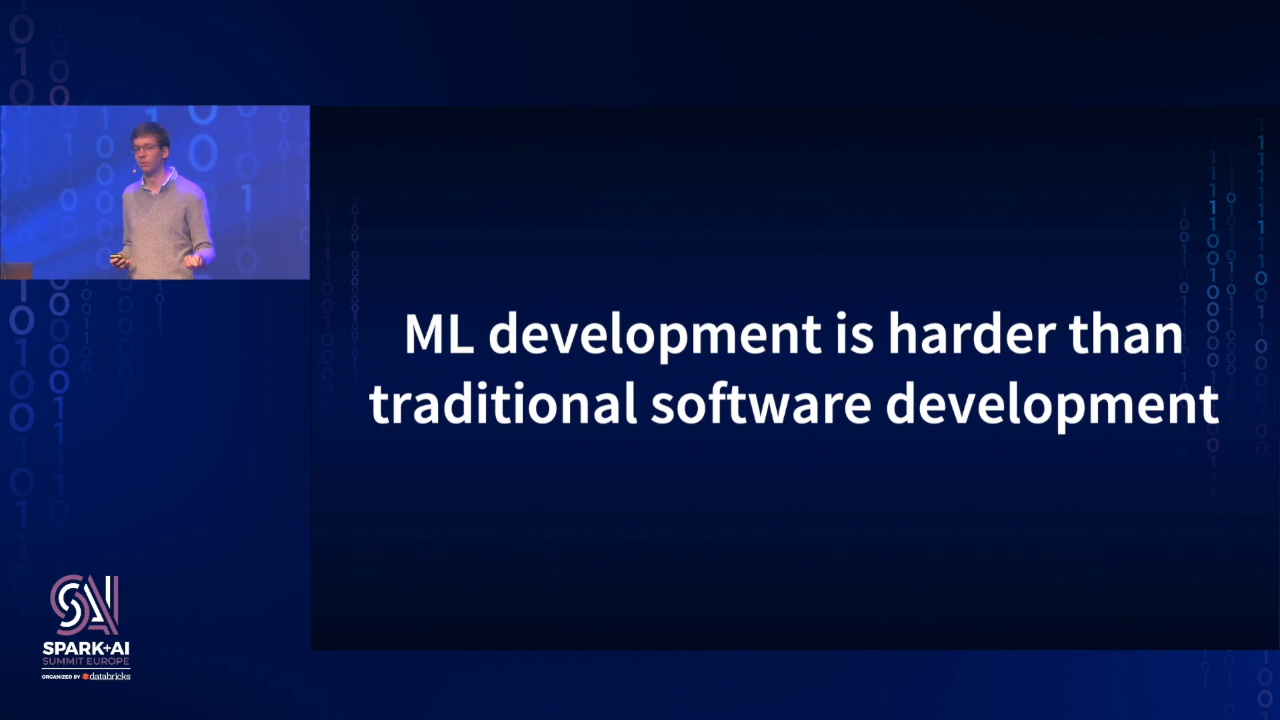 ML development is harder than
traditional software development
SPARK+AI
SUMMIT EUROPE
ORGANIZED BY databricks